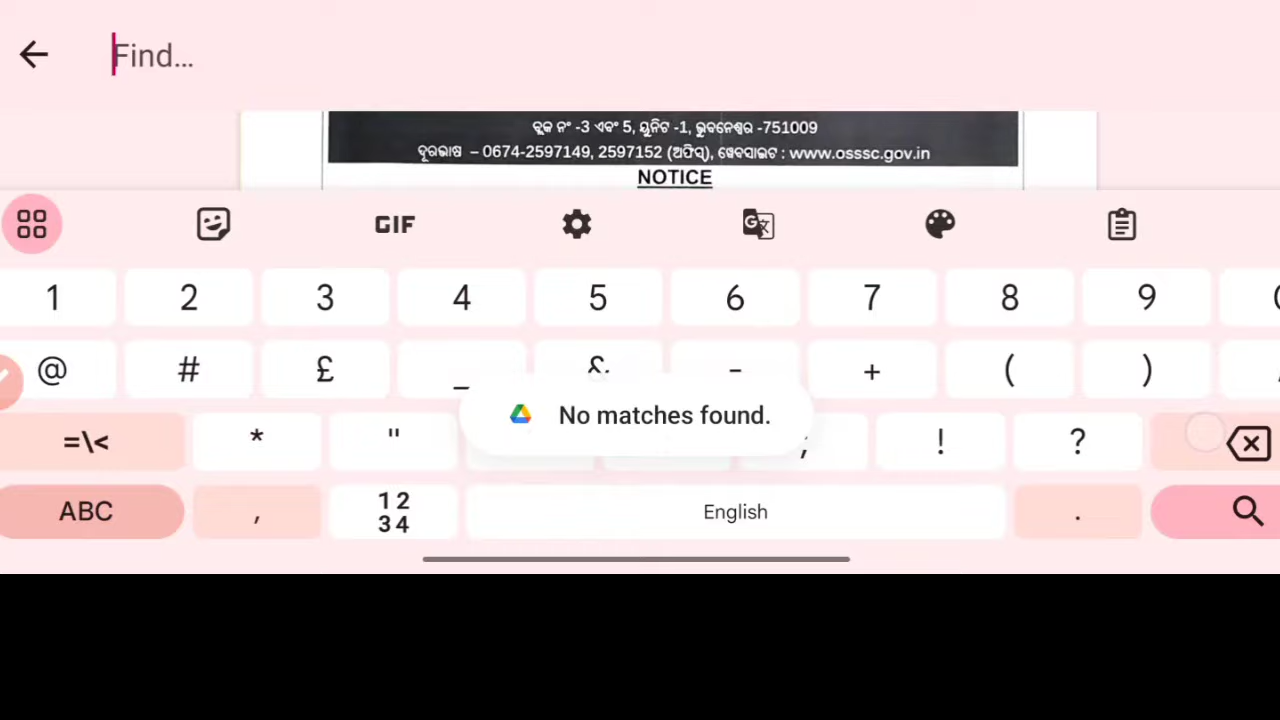 Find...
ବ୍ଲକ ନଂ -3 ଏବଂ 5, ୟୁନିଟ -1, ଭୁବନେଶ୍ଵର -751009
ଦୂରଭାଷ – 0674-2597149, 2597152 (ଅଫିସ୍), ୱେବସାଇଟ : www.osssc.gov.in
NOTICE
GIF
1 2 3 4 5 6 7 8 9
@ # £ _ & - + ( )
No matches found.
=\< * " ; ! ?
ABC , 12 34 English .